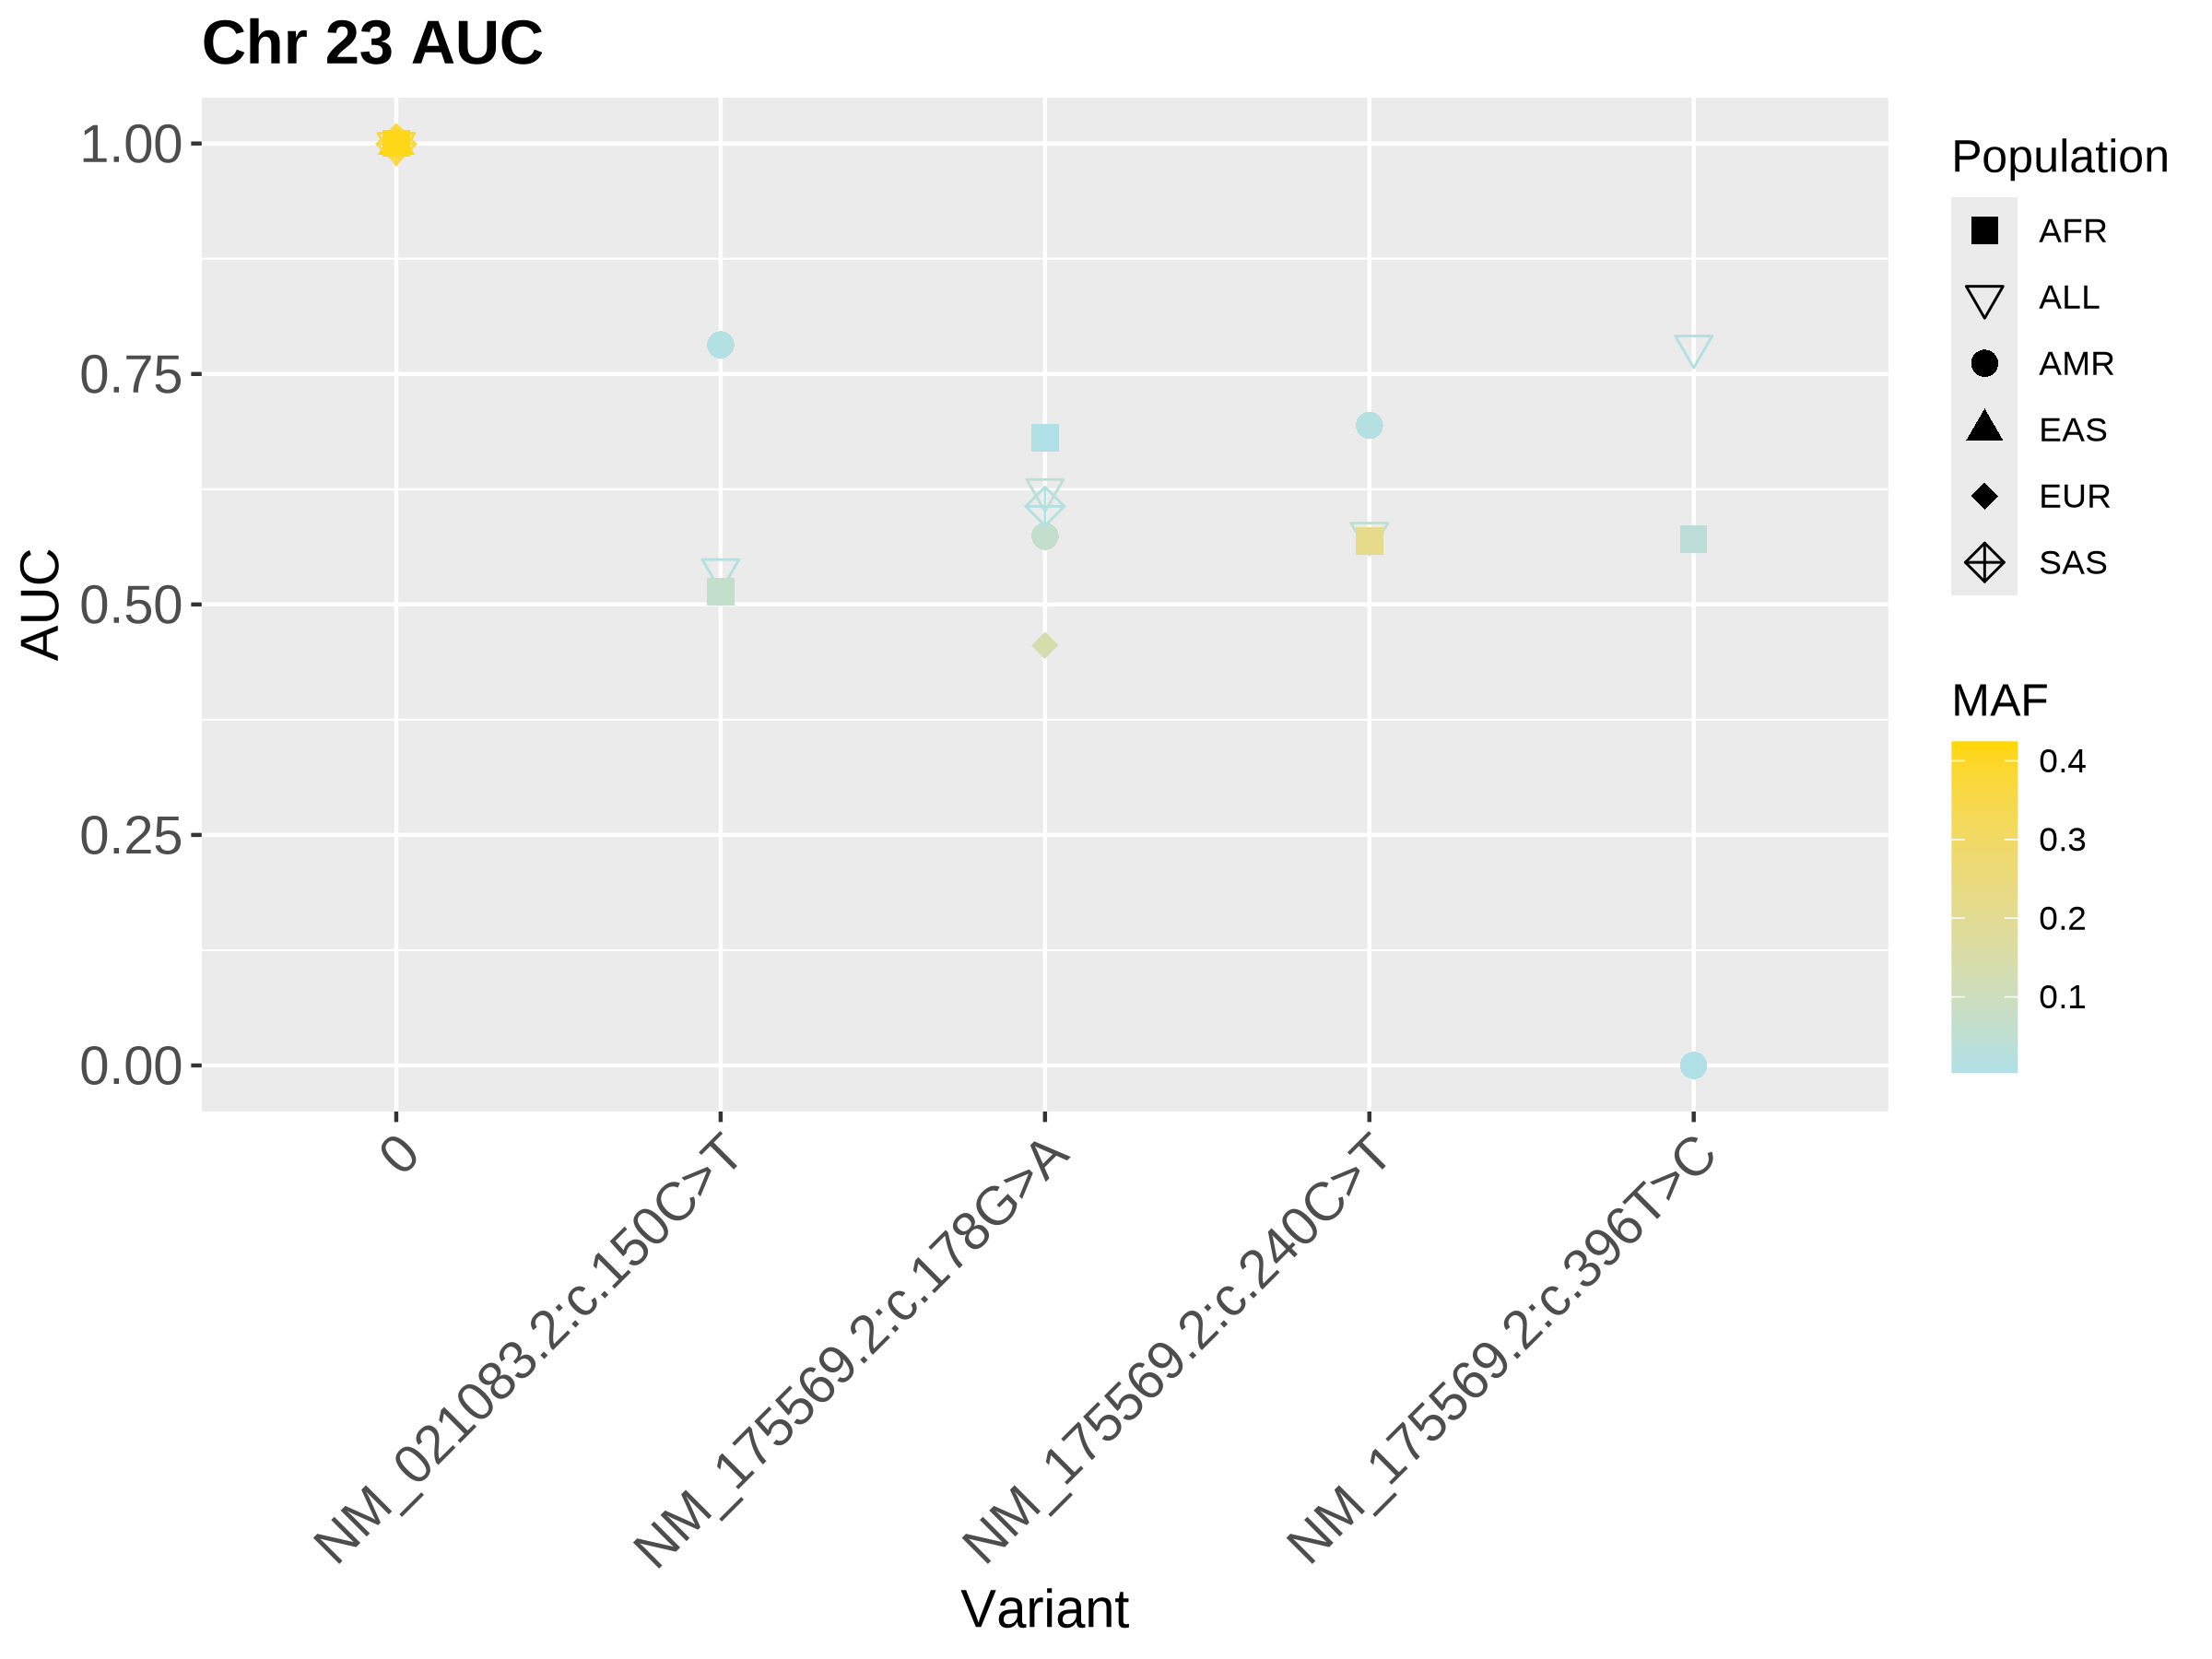 Chr 23 AUC
AUC
1.00
0.75
0.50
0.25
0.00
0
NM_021083.2:c.150C>T
NM_175569.2:c.178G>A
NM_175569.2:c.240C>T
NM_175569.2:c.396T>C
Variant
Population
AFR
ALL
AMR
EAS
EUR
SAS
MAF
0.4
0.3
0.2
0.1